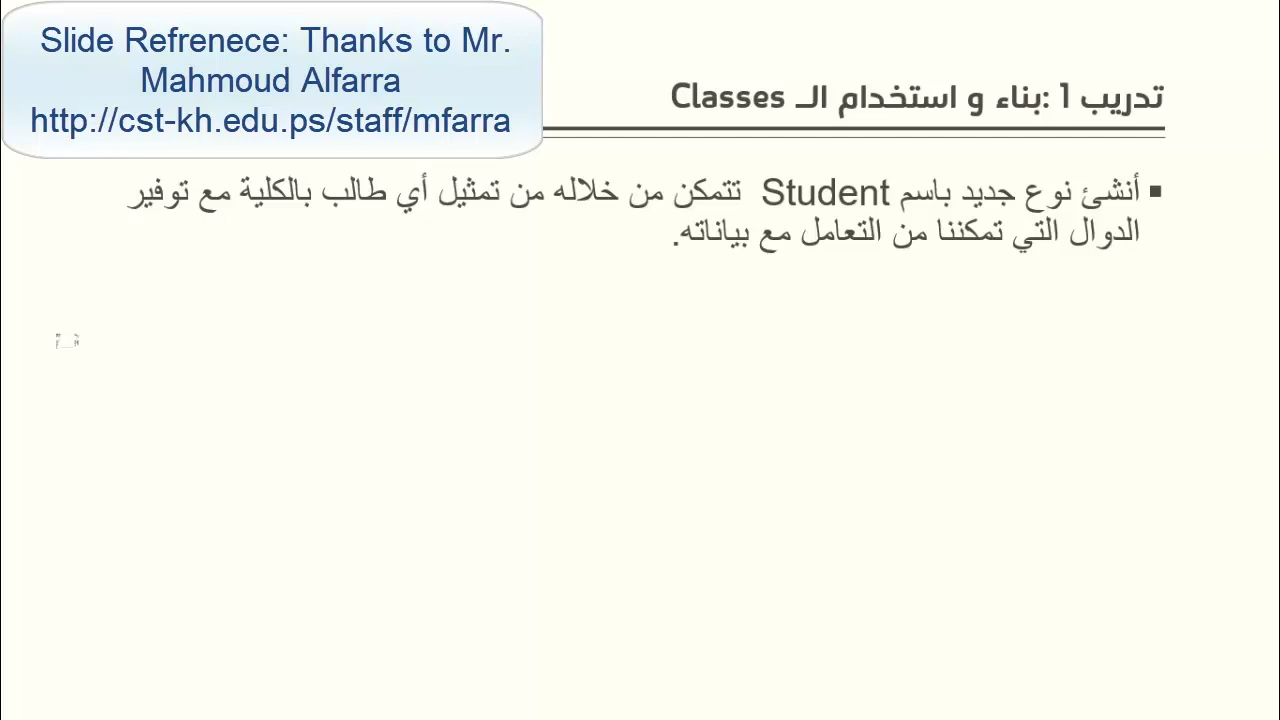 Slide Refrenece: Thanks to Mr.
Mahmoud Alfarra
http://cst-kh.edu.ps/staff/mfarra
تدريب 1 :بناء و استخدام الـ Classes
▪ أنشئ نوع جديد باسم Student تتمكن من خلاله من تمثيل أي طالب بالكلية مع توفير
الدوال التي تمكننا من التعامل مع بياناته.